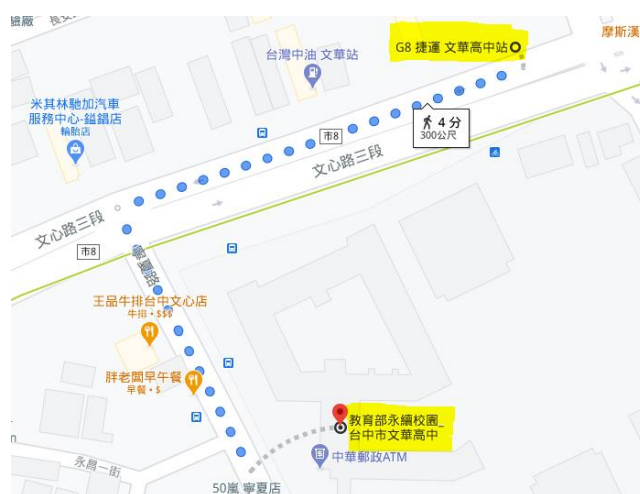 長安
摩斯漢
G8 捷運 文華高中站
台灣中油 文華站
米其林馳加汽車
服務中心-鎰錩店
輪胎店
4 分
300公尺
市8
文心路三段
文心路三段
市8
寧夏路
王品牛排台中文心店
牛排・$$$
胖老闆早午餐
早餐・$
教育部永續校園_
台中市文華高中
中華郵政ATM
永昌一街
50嵐 寧夏店